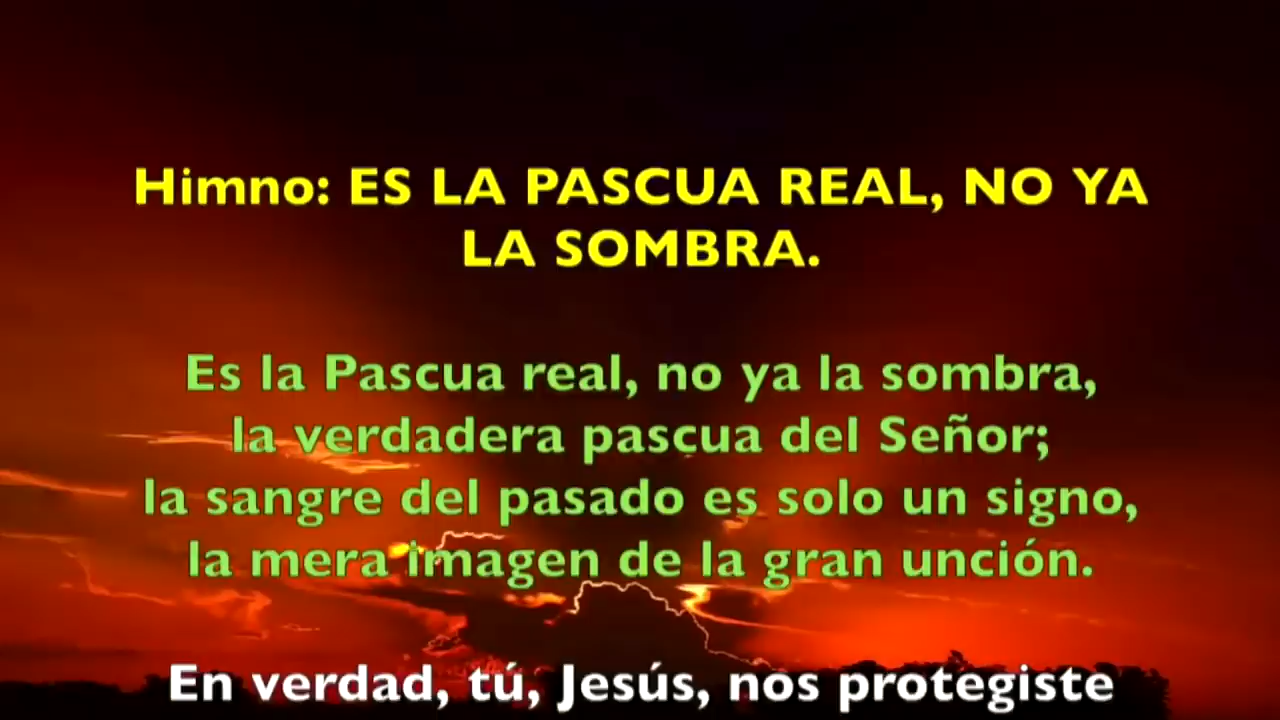 Himno: ES LA PASCUA REAL, NO YA
LA SOMBRA.
Es la Pascua real, no ya la sombra,
la verdadera pascua del Señor;
la sangre del pasado es solo un signo,
la mera imagen de la gran unción.
En verdad, tú, Jesús, nos protegiste